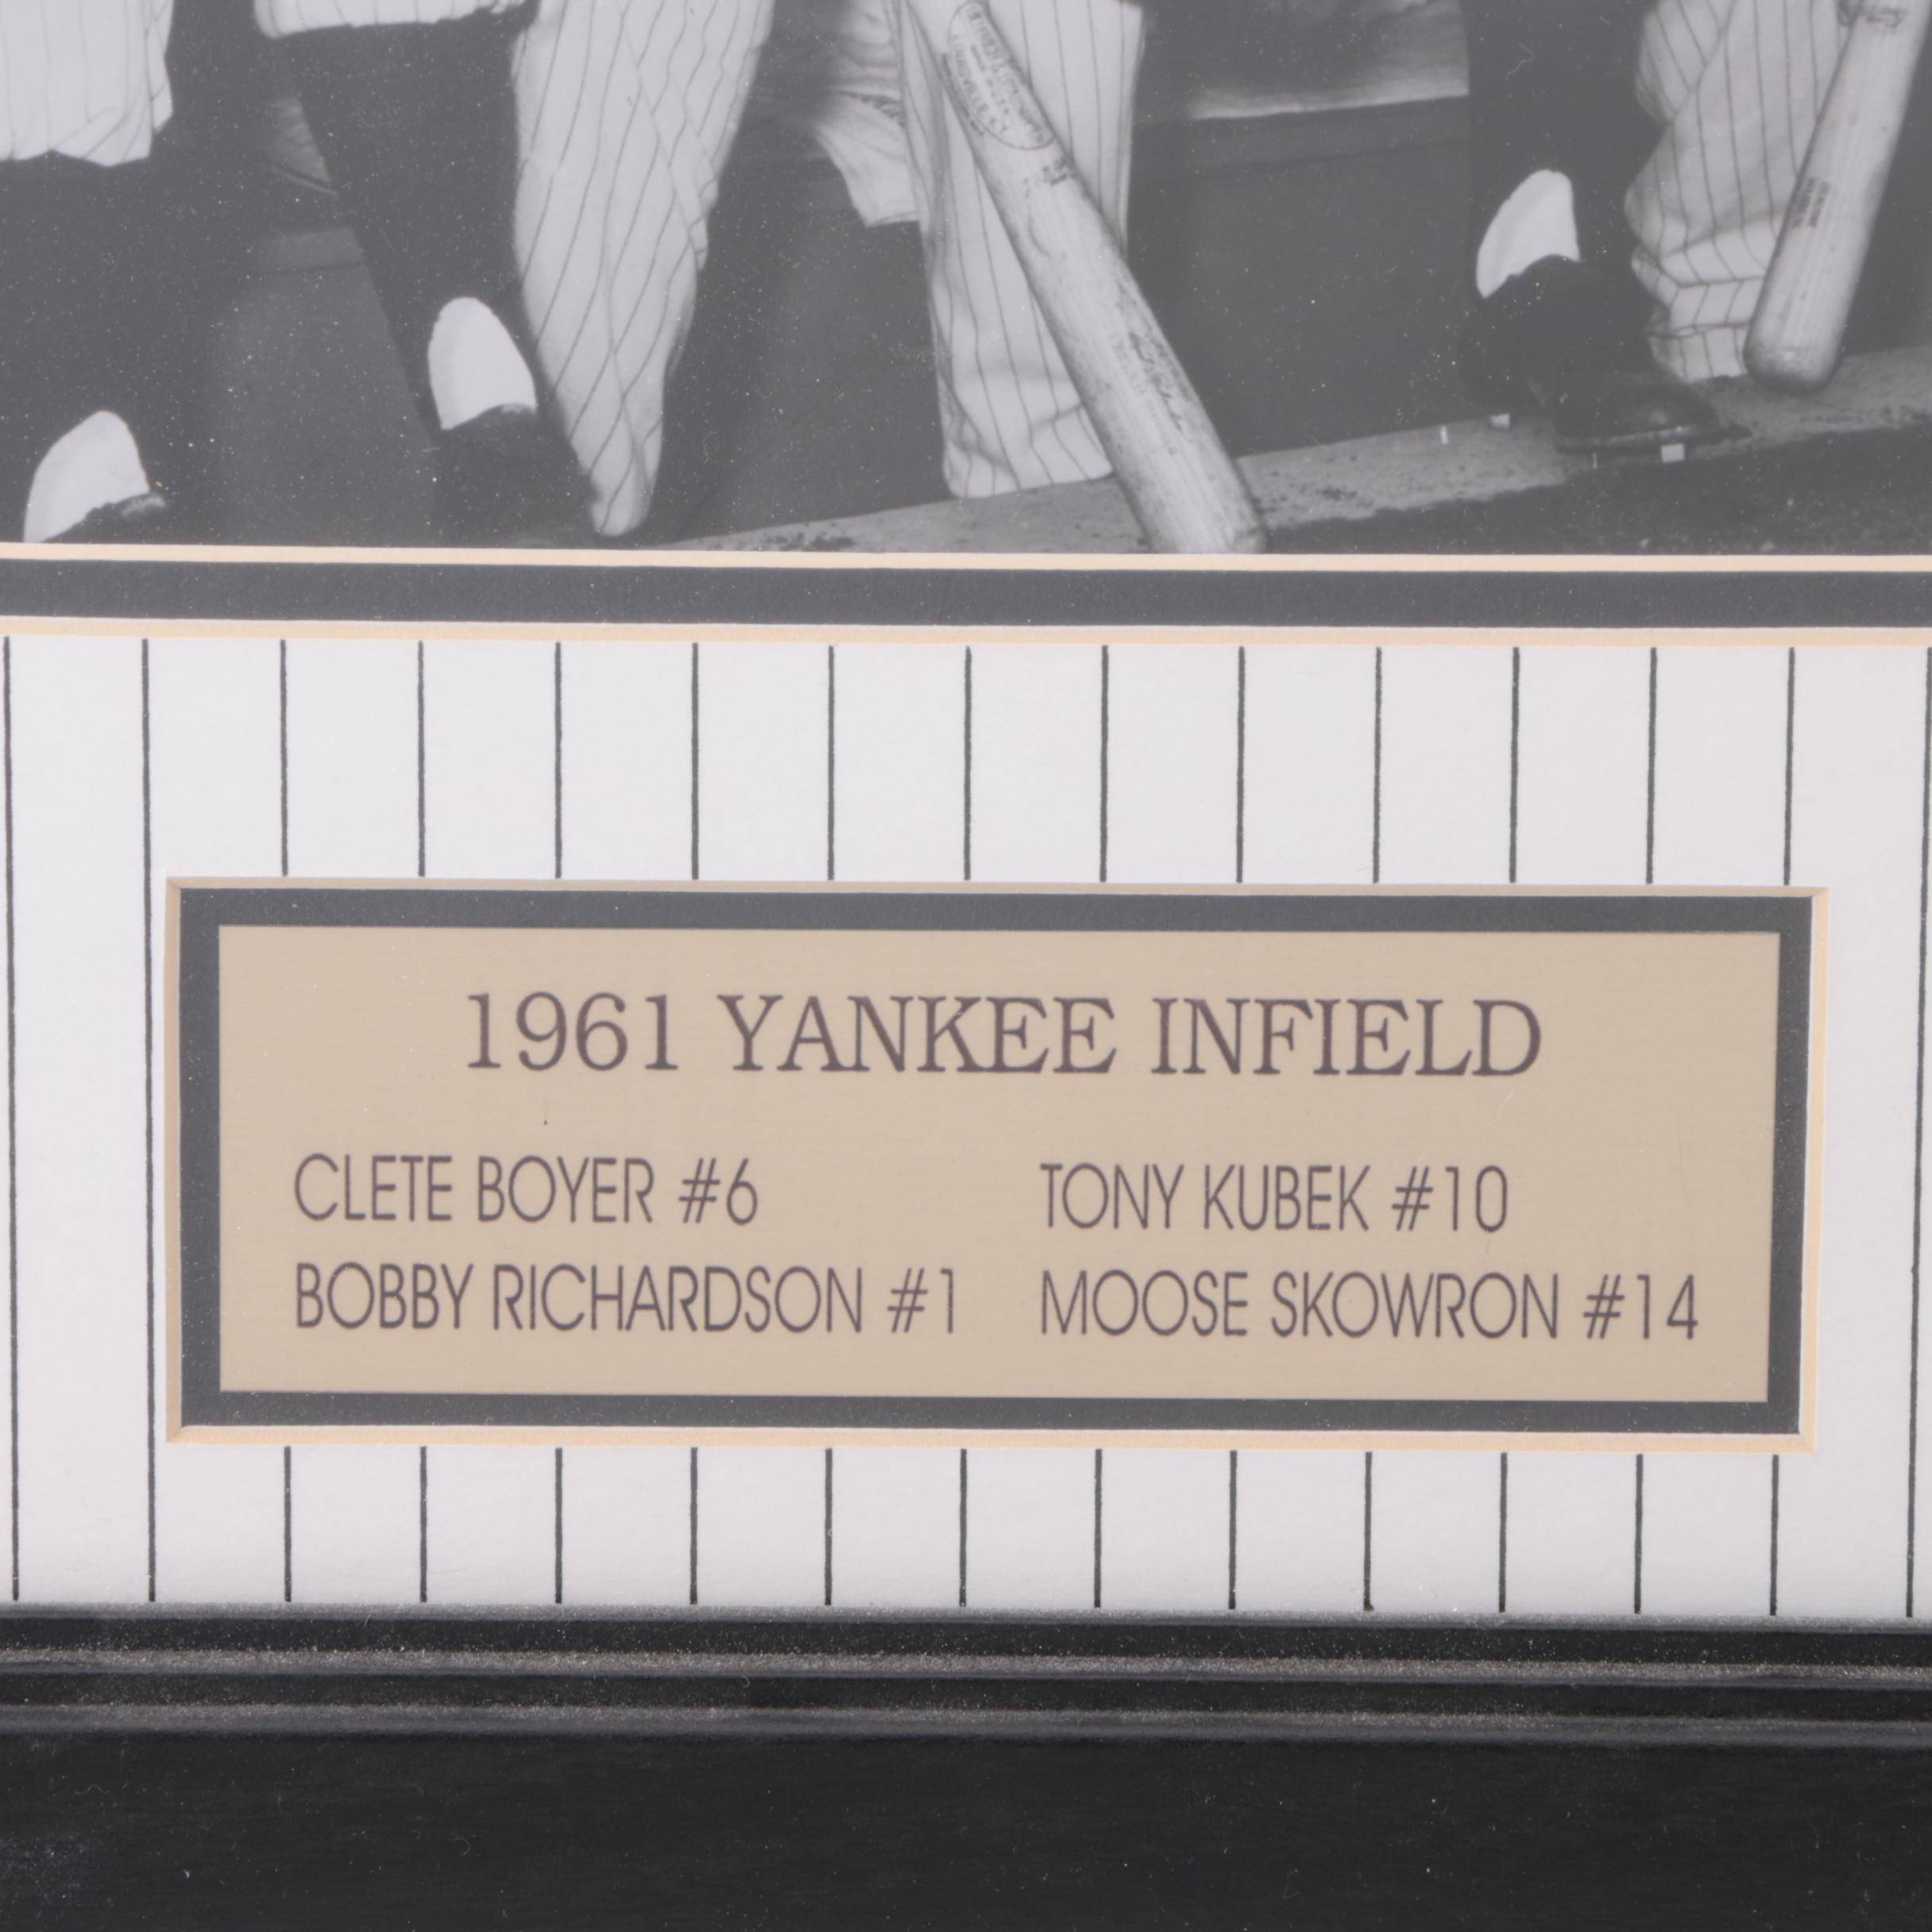 1961 YANKEE INFIELD
CLETE BOYER #6 TONY KUBEK #10
BOBBY RICHARDSON #1 MOOSE SKOWRON #14